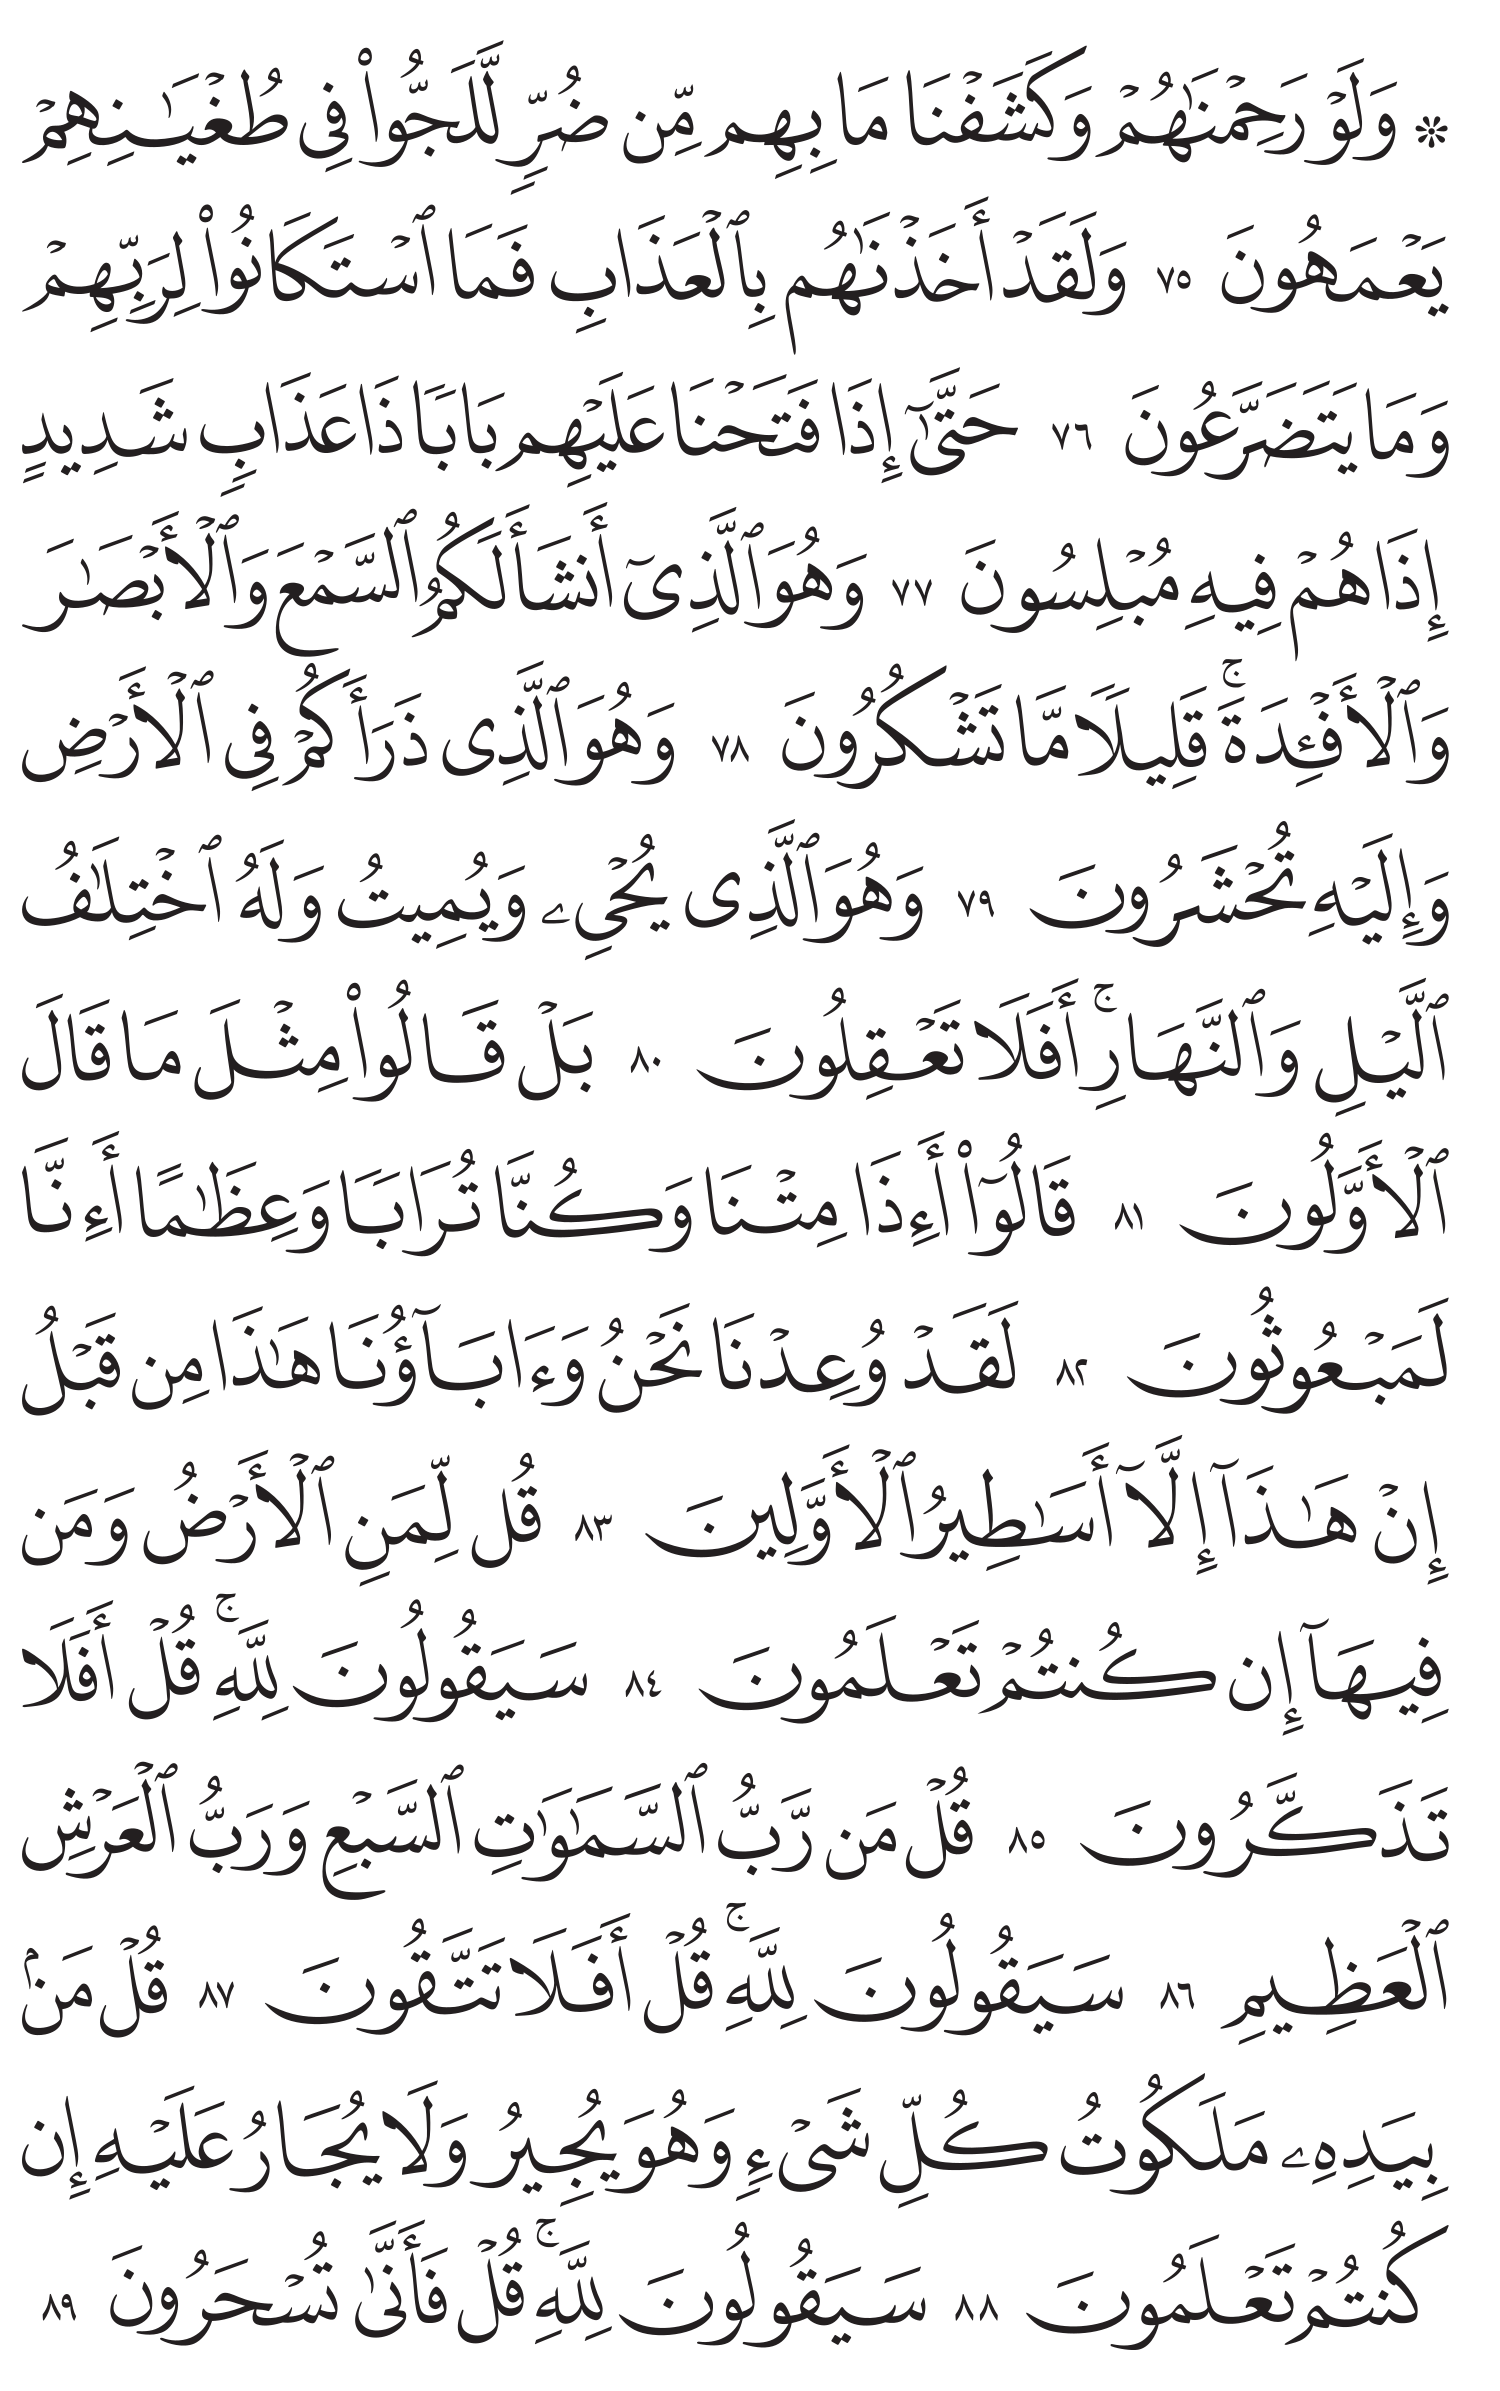 * وَلَوْ رَحِمْنَٰهُمْ وَكَشَفْنَا مَا بِهِم مِّن ضُرٍّ لَّلَجُّوا۟ فِى طُغْيَـٰنِهِمْ
يَعْمَهُونَ ٧٥ وَلَقَدْ أَخَذْنَٰهُم بِٱلْعَذَابِ فَمَا ٱسْتَكَانُوا۟ لِرَبِّهِمْ
وَمَا يَتَضَرَّعُونَ ٧٦ حَتَّىٰٓ إِذَا فَتَحْنَا عَلَيْهِم بَابًا ذَا عَذَابٍ شَدِيدٍ
إِذَا هُمْ فِيهِ مُبْلِسُونَ ٧٧ وَهُوَ ٱلَّذِىٓ أَنشَأَ لَكُمُ ٱلسَّمْعَ وَٱلْأَبْصَـٰرَ
وَٱلْأَفْـِٔدَةَ ۚ قَلِيلًا مَّا تَشْكُرُونَ ٧٨ وَهُوَ ٱلَّذِى ذَرَأَكُمْ فِى ٱلْأَرْضِ
وَإِلَيْهِ تُحْشَرُونَ ٧٩ وَهُوَ ٱلَّذِى يُحْىِۦ وَيُمِيتُ وَلَهُ ٱخْتِلَـٰفُ
ٱلَّيْلِ وَٱلنَّهَارِ ۚ أَفَلَا تَعْقِلُونَ ٨٠ بَلْ قَالُوا۟ مِثْلَ مَا قَالَ
ٱلْأَوَّلُونَ ٨١ قَالُوٓا۟ أَءِذَا مِتْنَا وَكُنَّا تُرَابًا وَعِظَـٰمًا أَءِنَّا
لَمَبْعُوثُونَ ٨٢ لَقَدْ وُعِدْنَا نَحْنُ وَءَابَآؤُنَا هَـٰذَا مِن قَبْلُ
إِنْ هَـٰذَآ إِلَّآ أَسَـٰطِيرُ ٱلْأَوَّلِينَ ٨٣ قُل لِّمَنِ ٱلْأَرْضُ وَمَن
فِيهَآ إِن كُنتُمْ تَعْلَمُونَ ٨٤ سَيَقُولُونَ لِلَّهِ ۚ قُلْ أَفَلَا
تَذَكَّرُونَ ٨٥ قُلْ مَن رَّبُّ ٱلسَّمَـٰوَٰتِ ٱلسَّبْعِ وَرَبُّ ٱلْعَرْشِ
ٱلْعَظِيمِ ٨٦ سَيَقُولُونَ لِلَّهِ ۚ قُلْ أَفَلَا تَتَّقُونَ ٨٧ قُلْ مَنۢ
بِيَدِهِۦ مَلَكُوتُ كُلِّ شَىْءٍ وَهُوَ يُجِيرُ وَلَا يُجَارُ عَلَيْهِ إِن
كُنتُمْ تَعْلَمُونَ ٨٨ سَيَقُولُونَ لِلَّهِ ۚ قُلْ فَأَنَّىٰ تُسْحَرُونَ ٨٩